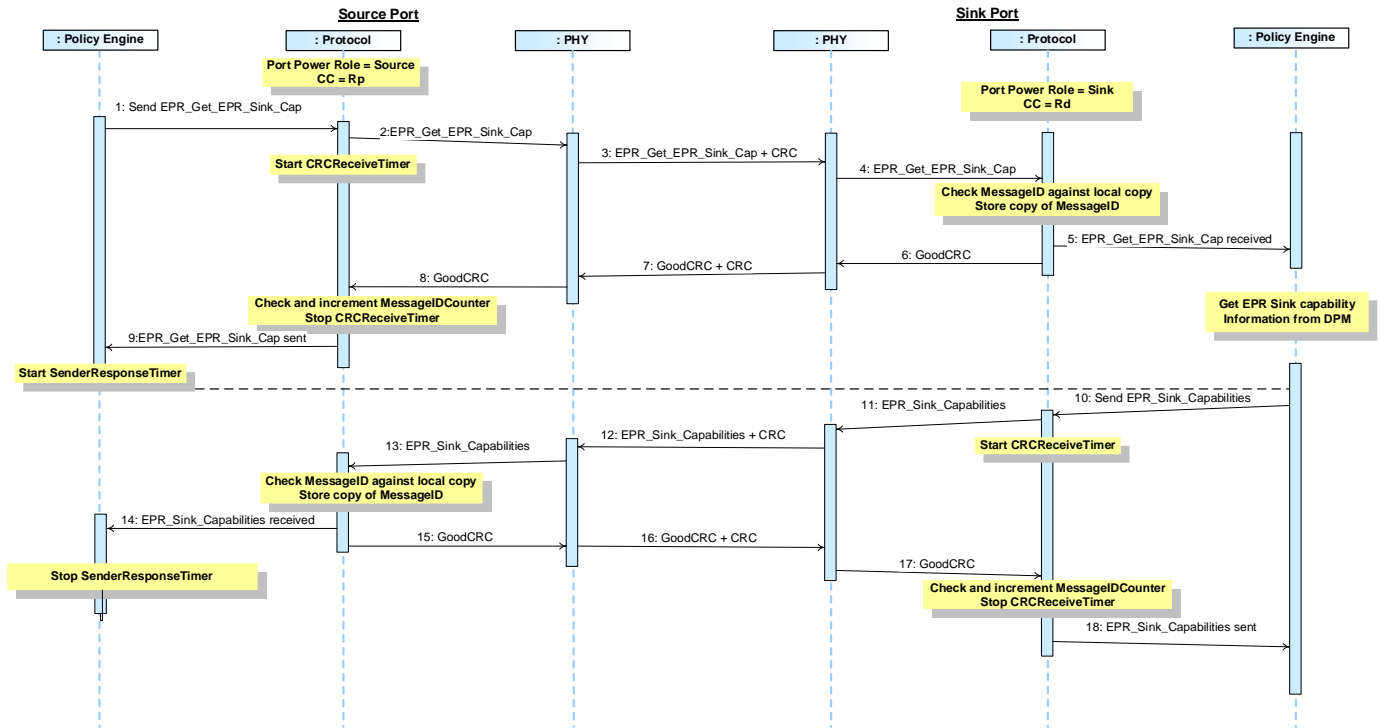 Source Port
Sink Port
: Policy Engine
: Protocol
: PHY
: PHY
: Protocol
: Policy Engine
Port Power Role = Source
CC = Rp
Port Power Role = Sink
CC = Rd
1: Send EPR_Get_EPR_Sink_Cap
2:EPR_Get_EPR_Sink_Cap
Start CRCReceiveTimer
3: EPR_Get_EPR_Sink_Cap + CRC
4: EPR_Get_EPR_Sink_Cap
Check MessageID against local copy
Store copy of MessageID
5: EPR_Get_EPR_Sink_Cap received
6: GoodCRC
7: GoodCRC + CRC
8: GoodCRC
Check and increment MessageIDCounter
Stop CRCReceiveTimer
Get EPR Sink capability
Information from DPM
9:EPR_Get_EPR_Sink_Cap sent
Start SenderResponseTimer
10: Send EPR_Sink_Capabilities
11: EPR_Sink_Capabilities
Start CRCReceiveTimer
12: EPR_Sink_Capabilities + CRC
13: EPR_Sink_Capabilities
Check MessageID against local copy
Store copy of MessageID
14: EPR_Sink_Capabilities received
15: GoodCRC
16: GoodCRC + CRC
17: GoodCRC
Stop SenderResponseTimer
Check and increment MessageIDCounter
Stop CRCReceiveTimer
18: EPR_Sink_Capabilities sent